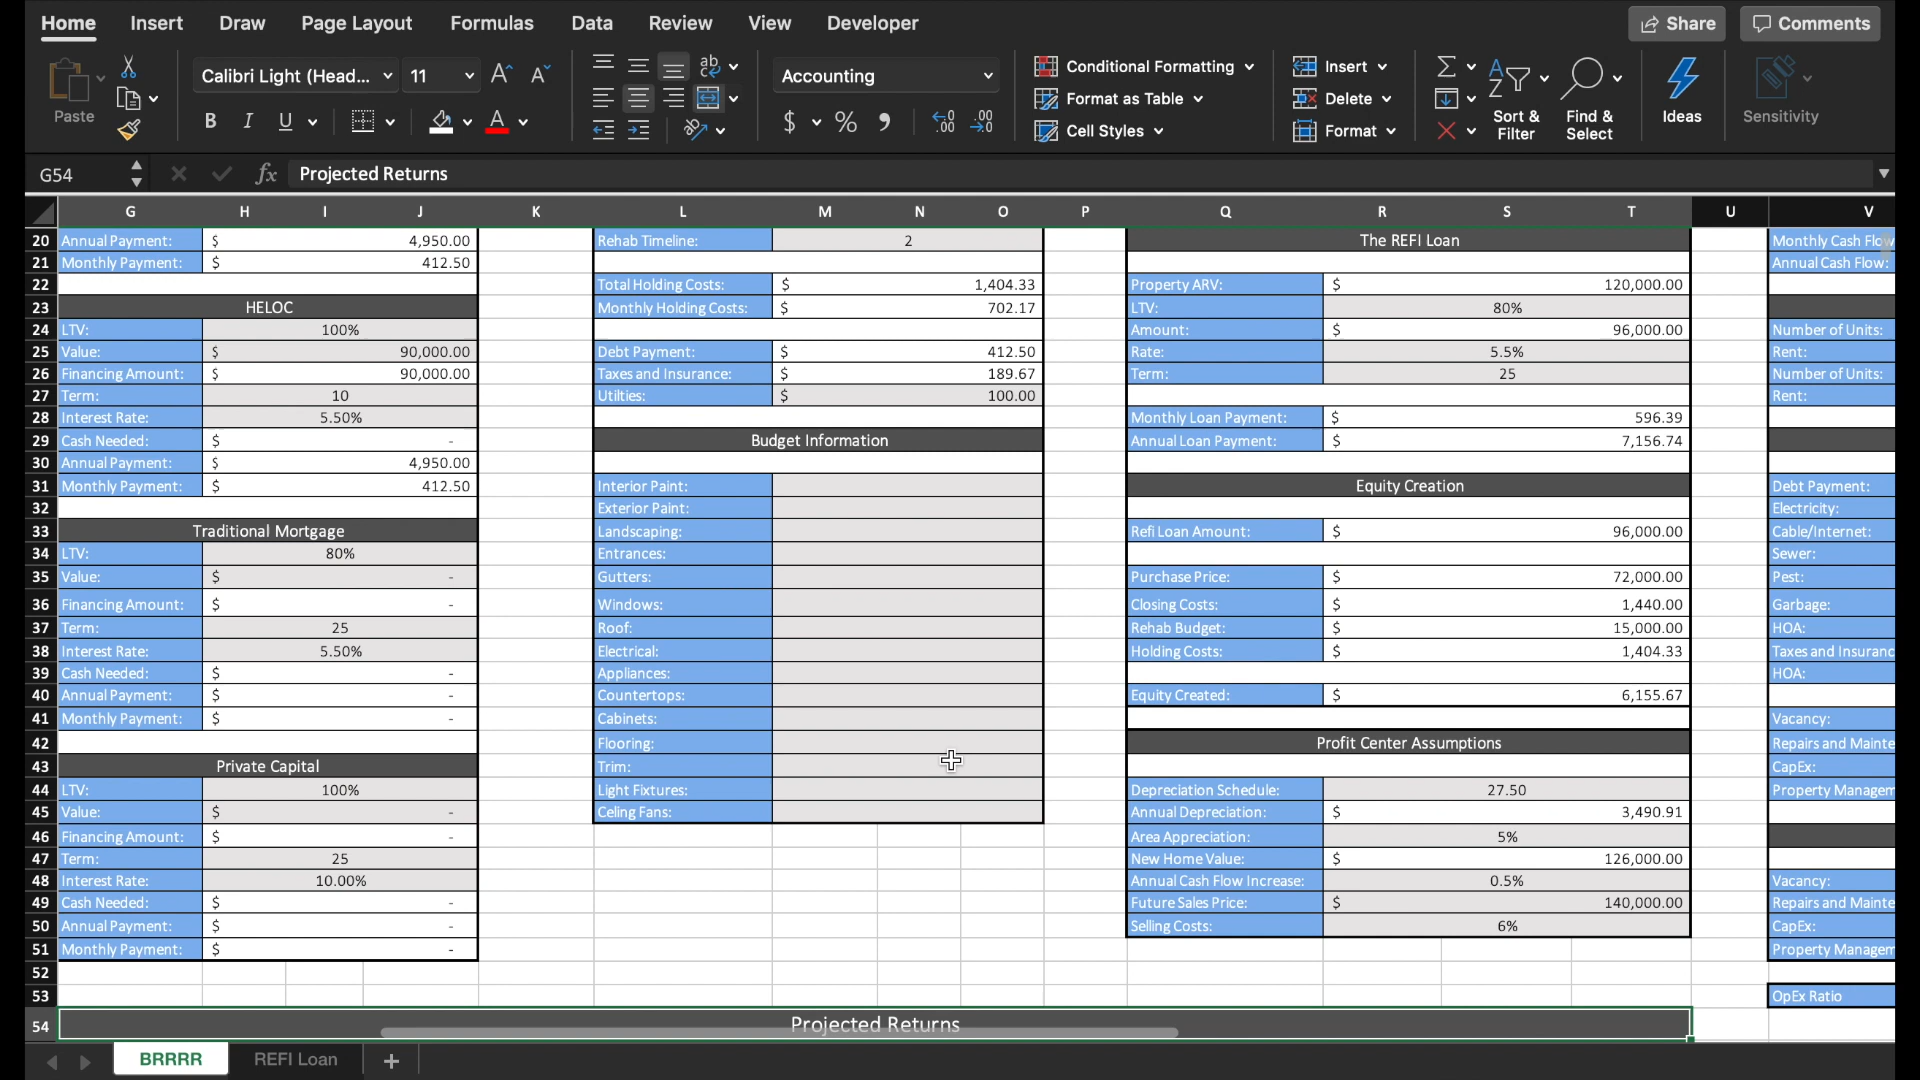 Home Insert Draw Page Layout Formulas Data Review View Developer Share Comments
Paste Calibri Light (Head... 11 A^ Aˇ ab Accounting Conditional Formatting Insert Σ A Z
Format as Table Delete Sort & Filter Find & Select Ideas Sensitivity
B I U A $ % 9 .00 .00 Cell Styles Format
G54 fx Projected Returns
G H I J K L M N O P Q R S T U V
20 Annual Payment: $ 4,950.00 Rehab Timeline: 2 The REFI Loan Monthly Cash Flow
21 Monthly Payment: $ 412.50 Annual Cash Flow:
22 Total Holding Costs: $ 1,404.33 Property ARV: $ 120,000.00
23 HELOC Monthly Holding Costs: $ 702.17 LTV: 80%
24 LTV: 100% Amount: $ 96,000.00 Number of Units:
25 Value: $ 90,000.00 Debt Payment: $ 412.50 Rate: 5.5% Rent:
26 Financing Amount: $ 90,000.00 Taxes and Insurance: $ 189.67 Term: 25 Number of Units:
27 Term: 10 Utilties: $ 100.00 Rent:
28 Interest Rate: 5.50% Monthly Loan Payment: $ 596.39
29 Cash Needed: $ - Budget Information Annual Loan Payment: $ 7,156.74
30 Annual Payment: $ 4,950.00
31 Monthly Payment: $ 412.50 Interior Paint: Equity Creation Debt Payment:
32 Exterior Paint: Electricity:
33 Traditional Mortgage Landscaping: Refi Loan Amount: $ 96,000.00 Cable/Internet:
34 LTV: 80% Entrances: Sewer:
35 Value: $ - Gutters: Purchase Price: $ 72,000.00 Pest:
36 Financing Amount: $ - Windows: Closing Costs: $ 1,440.00 Garbage:
37 Term: 25 Roof: Rehab Budget: $ 15,000.00 HOA:
38 Interest Rate: 5.50% Electrical: Holding Costs: $ 1,404.33 Taxes and Insuranc
39 Cash Needed: $ - Appliances: HOA:
40 Annual Payment: $ - Countertops: Equity Created: $ 6,155.67
41 Monthly Payment: $ - Cabinets: Vacancy:
42 Flooring: Profit Center Assumptions Repairs and Mainte
43 Private Capital Trim: CapEx:
44 LTV: 100% Light Fixtures: Depreciation Schedule: 27.50 Property Managem
45 Value: $ - Celing Fans: Annual Depreciation: $ 3,490.91
46 Financing Amount: $ - Area Appreciation: 5%
47 Term: 25 New Home Value: $ 126,000.00
48 Interest Rate: 10.00% Annual Cash Flow Increase: 0.5% Vacancy:
49 Cash Needed: $ - Future Sales Price: $ 140,000.00 Repairs and Mainte
50 Annual Payment: $ - Selling Costs: 6% CapEx:
51 Monthly Payment: $ - Property Managem
52
53 OpEx Ratio
54 Projected Returns
BRRRR REFI Loan +